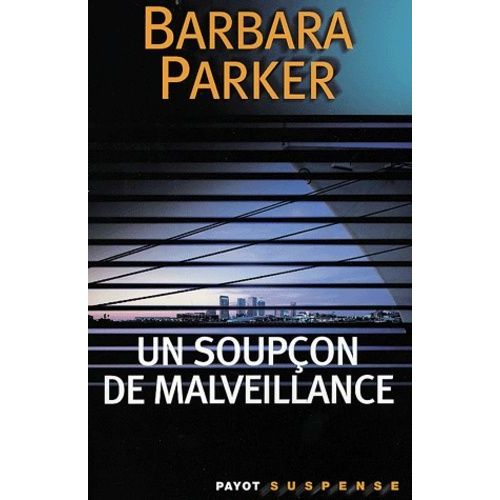 BARBARA
PARKER
UN SOUPÇON
DE MALVEILLANCE
PAYOT SUSPENSE